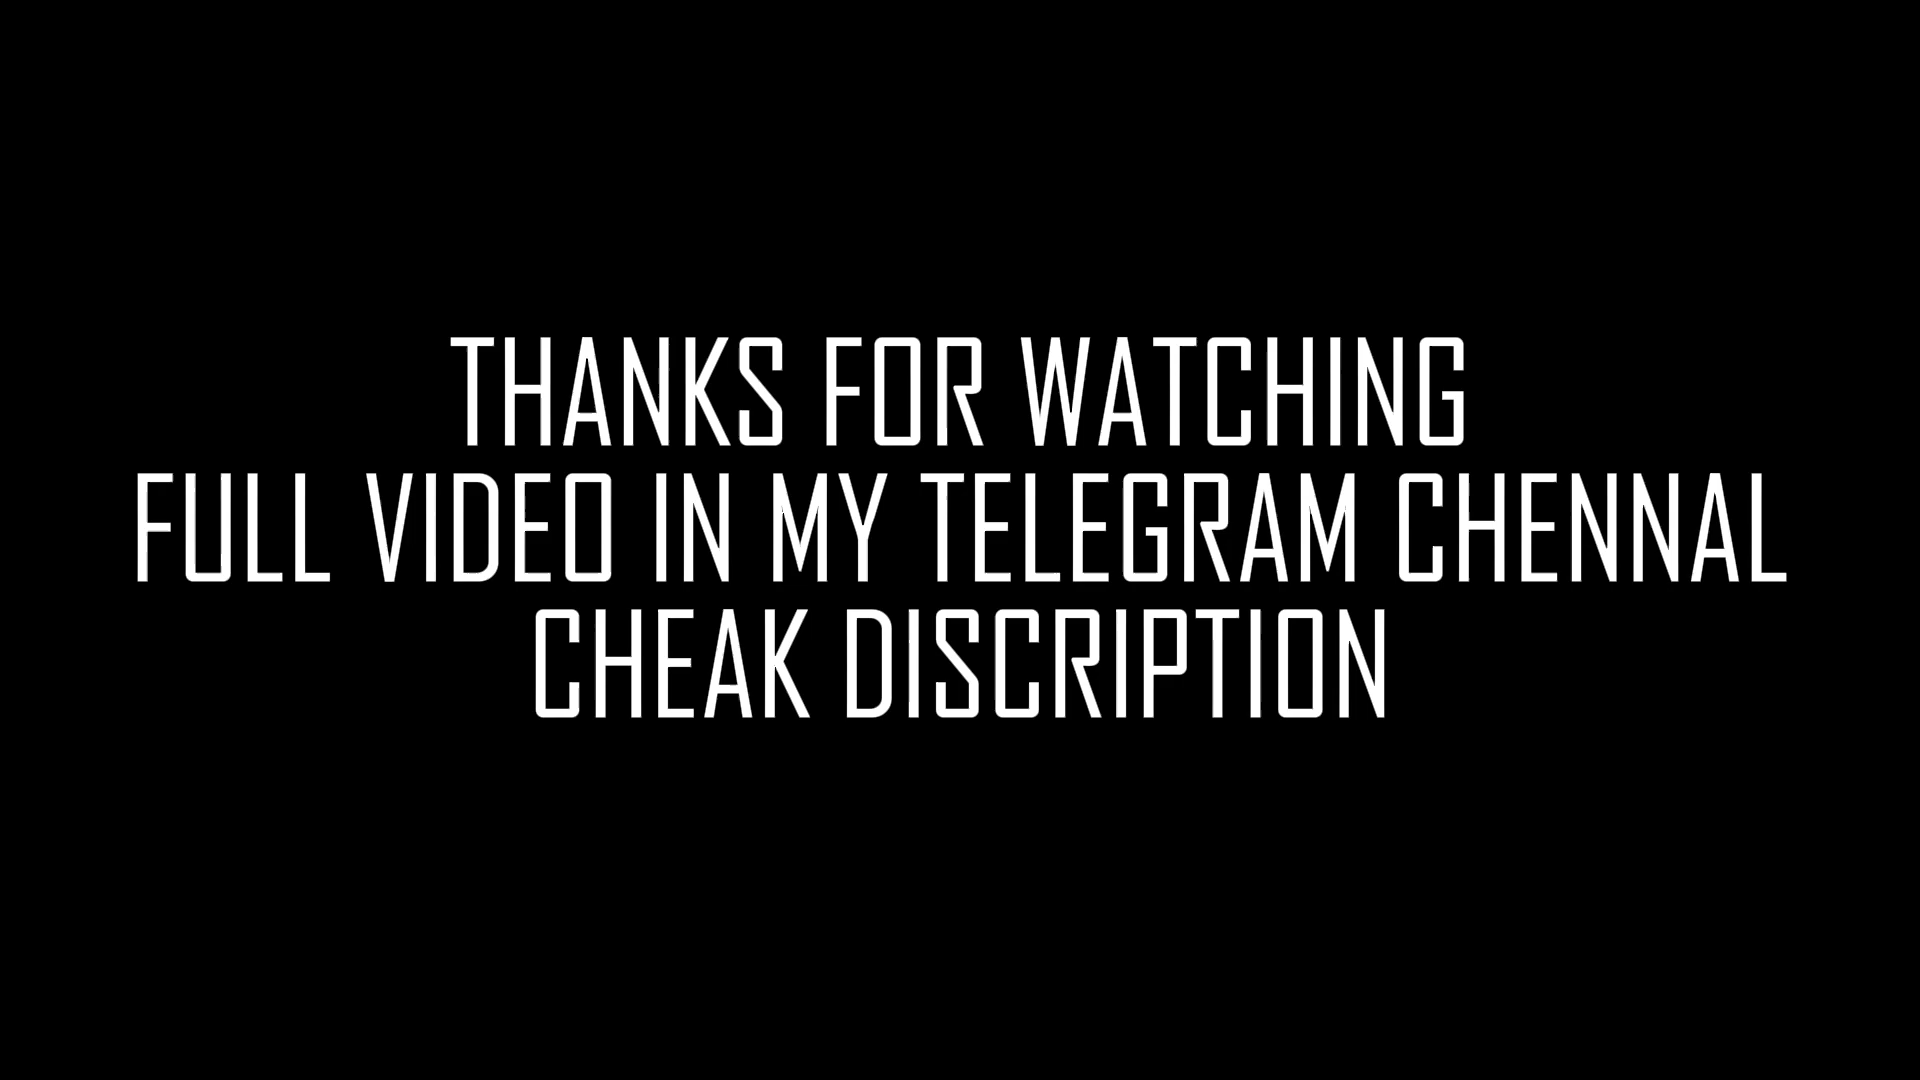 THANKS FOR WATCHING
FULL VIDEO IN MY TELEGRAM CHENNAL
CHEAK DISCRIPTION